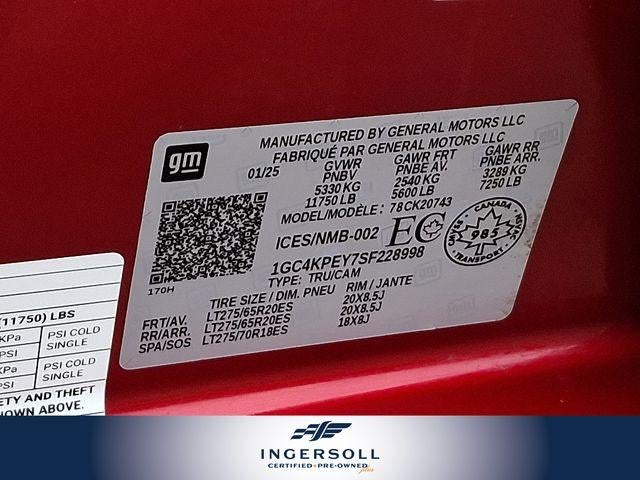 gm
MANUFACTURED BY GENERAL MOTORS LLC
FABRIQUÉ PAR GENERAL MOTORS LLC
01/25
GVWR
PNBV
5330 KG
11750 LB
GAWR FRT
PNBE AV.
2540 KG
5600 LB
GAWR RR
PNBE ARR.
3289 KG
7250 LB
MODEL/MODÈLE: 78CK20743
ICES/NMB-002
EC
CANADA
985
TRANSPORT
170H
1GC4KPEY7SF228998
TYPE: TRU/CAM
TIRE SIZE / DIM. PNEU RIM / JANTE
FRT/AV. LT275/65R20ES 20X8.5J
RR/ARR. LT275/65R20ES 20X8.5J
SPA/SOS LT275/70R18ES 18X8J
(11750) LBS
KPa PSI COLD
PSI SINGLE
KPa PSI COLD
PSI SINGLE
ETY AND THEFT
HOWN ABOVE.
INGERSOLL
CERTIFIED • PRE-OWNED plus